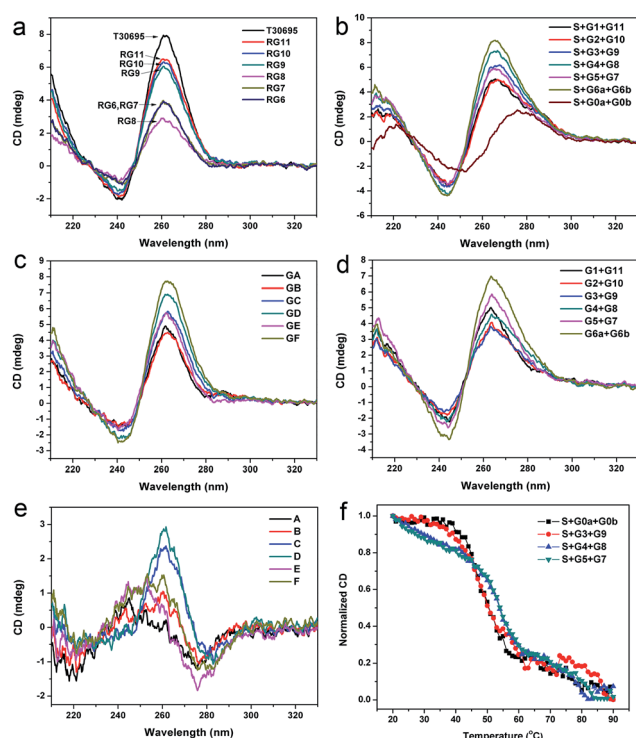 a
CD (mdeg)
8
6
4
2
0
-2
T30695
RG11
RG10
RG9
RG6,RG7
RG8
T30695
RG11
RG10
RG9
RG8
RG7
RG6
220 240 260 280 300 320
Wavelength (nm)
b
CD (mdeg)
10
8
6
4
2
0
-2
-4
-6
S+G1+G11
S+G2+G10
S+G3+G9
S+G4+G8
S+G5+G7
S+G6a+G6b
S+G0a+G0b
220 240 260 280 300 320
Wavelength (nm)
c
CD (mdeg)
9
8
7
6
5
4
3
2
1
0
-1
-2
-3
GA
GB
GC
GD
GE
GF
220 240 260 280 300 320
Wavelength (nm)
d
CD (mdeg)
8
7
6
5
4
3
2
1
0
-1
-2
-3
-4
G1+G11
G2+G10
G3+G9
G4+G8
G5+G7
G6a+G6b
220 240 260 280 300 320
Wavelength (nm)
e
CD (mdeg)
3
2
1
0
-1
-2
A
B
C
D
E
F
220 240 260 280 300 320
Wavelength (nm)
f
Normalized CD
1.0
0.8
0.6
0.4
0.2
0.0
S+G0a+G0b
S+G3+G9
S+G4+G8
S+G5+G7
20 30 40 50 60 70 80 90
Temperature (°C)